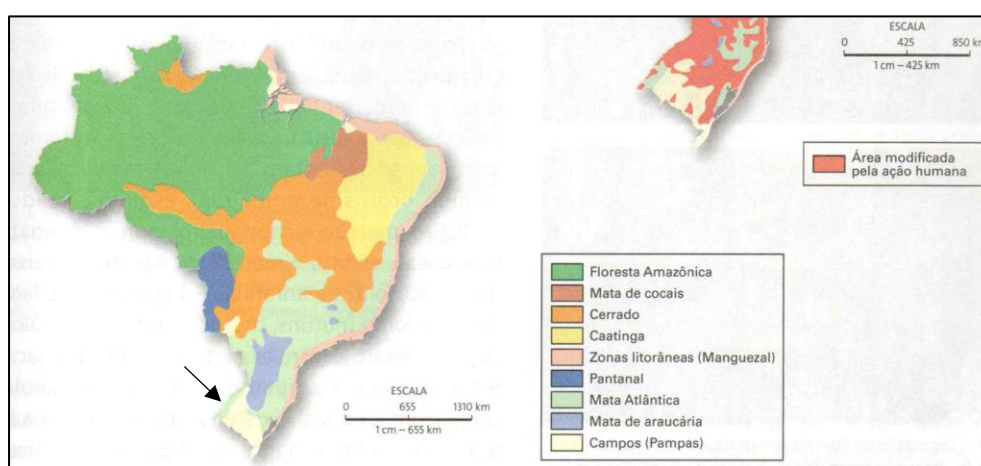 ESCALA
0 425 850 km
1 cm – 425 km
Área modificada
pela ação humana
Floresta Amazônica
Mata de cocais
Cerrado
Caatinga
Zonas litorâneas (Manguezal)
Pantanal
Mata Atlântica
Mata de araucária
Campos (Pampas)
ESCALA
0 655 1310 km
1 cm – 655 km